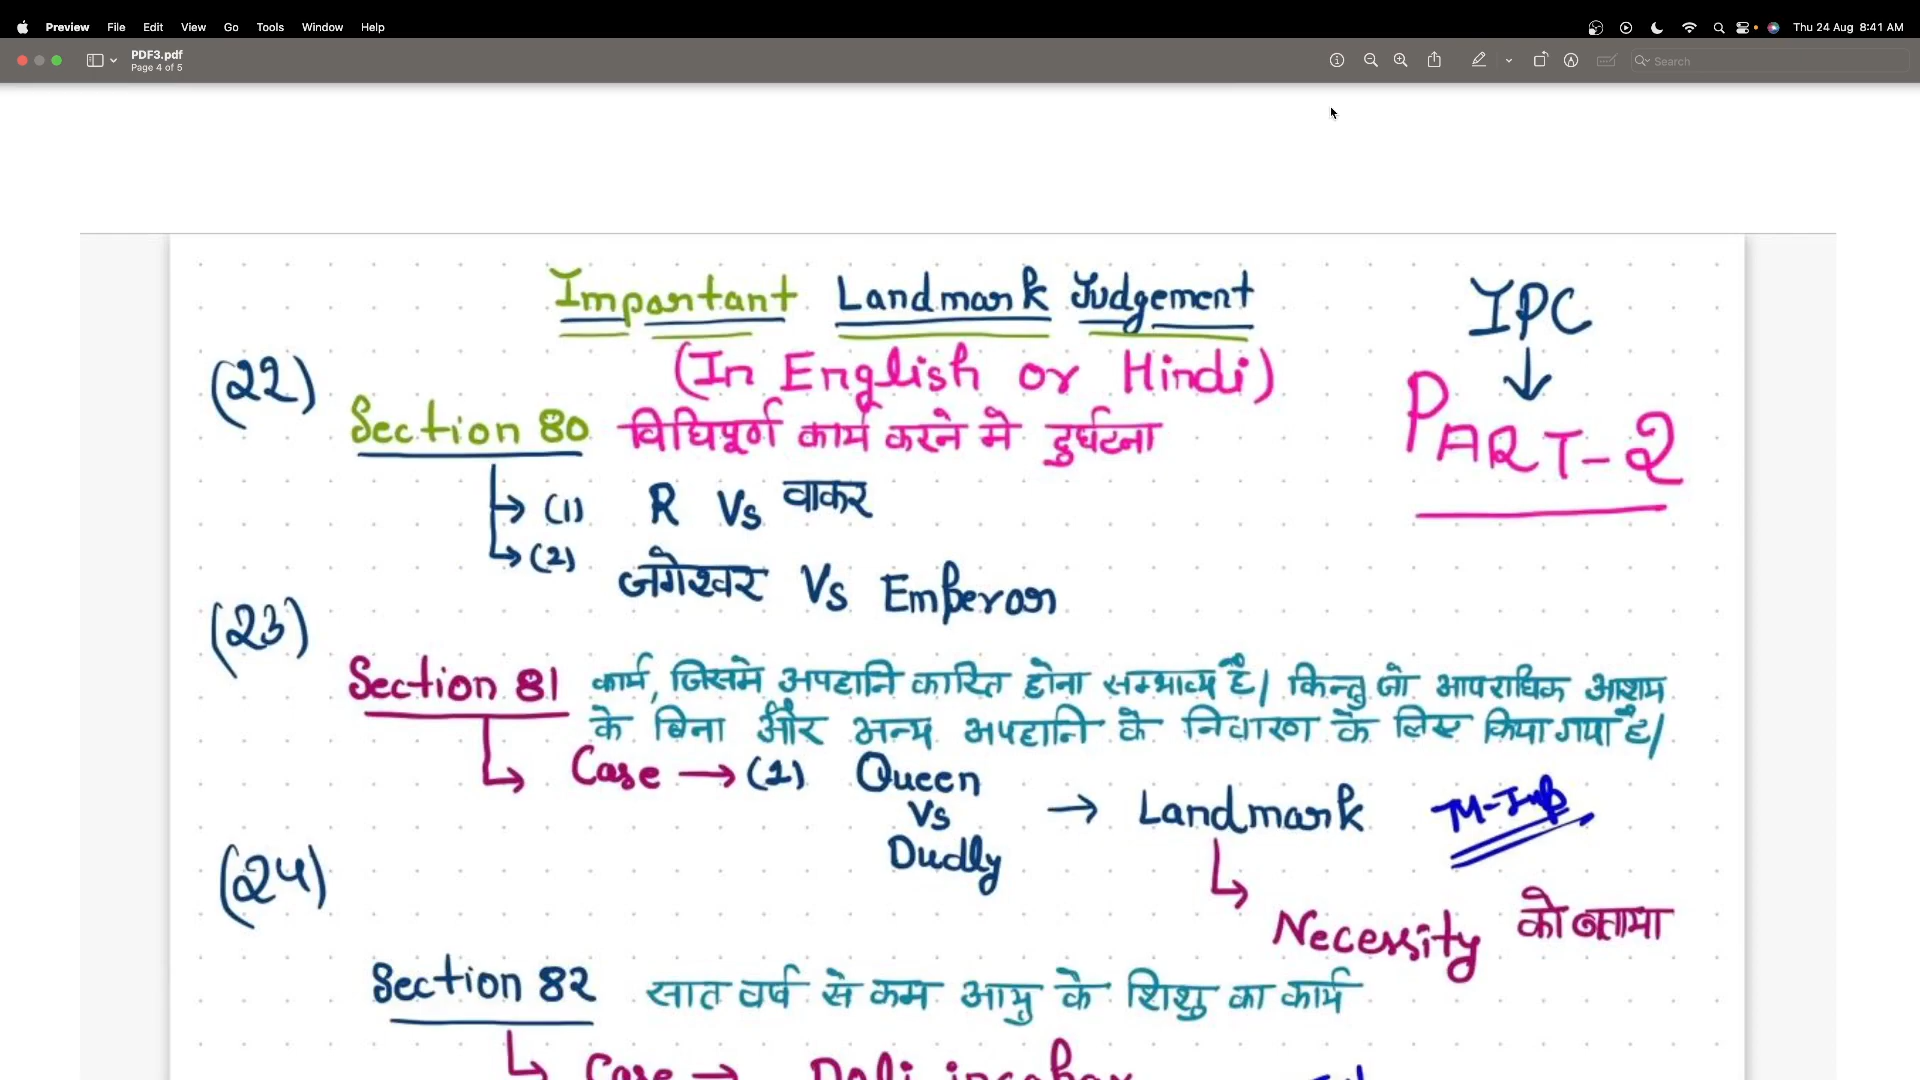 Preview File Edit View Go Tools Window Help Thu 24 Aug 8:41 AM
PDF3.pdf
Page 4 of 5
Search
Important Landmark Judgement
(In English or Hindi)
IPC
PART-2
(22)
Section 80 विधिपूर्ण कार्य करने मे दुर्घटना
(1) R Vs वाकर
(2) जगेश्वर Vs Emperor
(23)
Section 81 कार्य, जिसमे अपहानि कारित होना सम्भाव्य है। किन्तु जो आपराधिक आशय
के बिना और अन्य अपहानि के निवारण के लिए किया गया है।
Case → (1) Queen
Vs
Dudly
→ Landmark
M-Imp
Necessity को बताया
(24)
Section 82 सात वर्ष से कम आयु के शिशु का कार्य
Case →